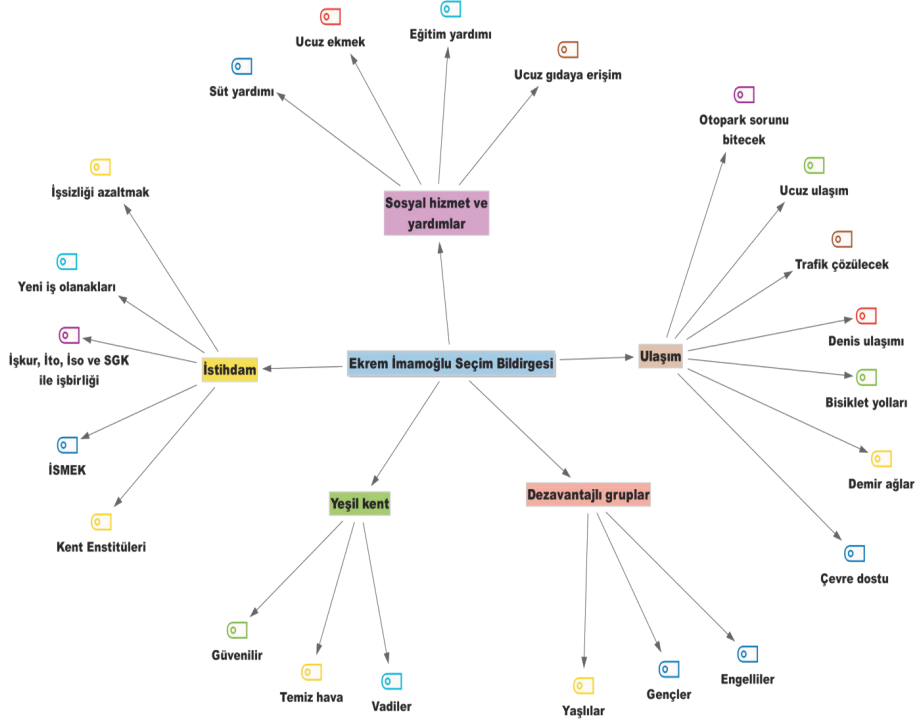 Ucuz ekmek
Eğitim yardımı
Ucuz gıdaya erişim
Süt yardımı
Otopark sorunu
bitecek
İşsizliği azaltmak
Ucuz ulaşım
Sosyal hizmet ve
yardımlar
Trafik çözülecek
Yeni iş olanakları
Denis ulaşımı
İşkur, İto, İso ve SGK
ile işbirliği
İstihdam
Ekrem İmamoğlu Seçim Bildirgesi
Ulaşım
Bisiklet yolları
İSMEK
Demir ağlar
Yeşil kent
Dezavantajlı gruplar
Kent Enstitüleri
Çevre dostu
Güvenilir
Temiz hava
Vadiler
Yaşlılar
Gençler
Engelliler